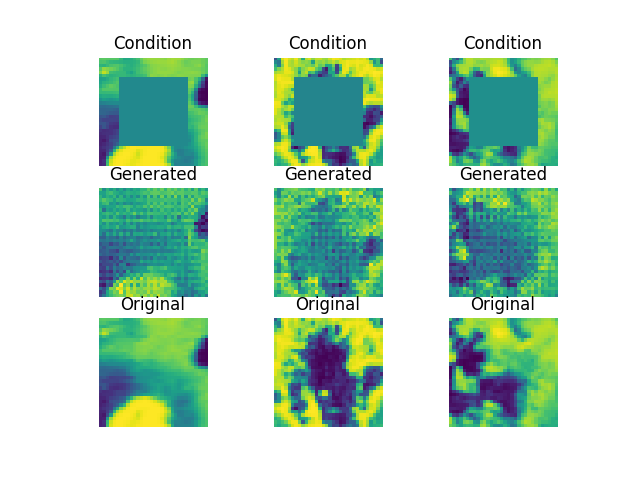 Condition Condition Condition
Generated Generated Generated
Original Original Original